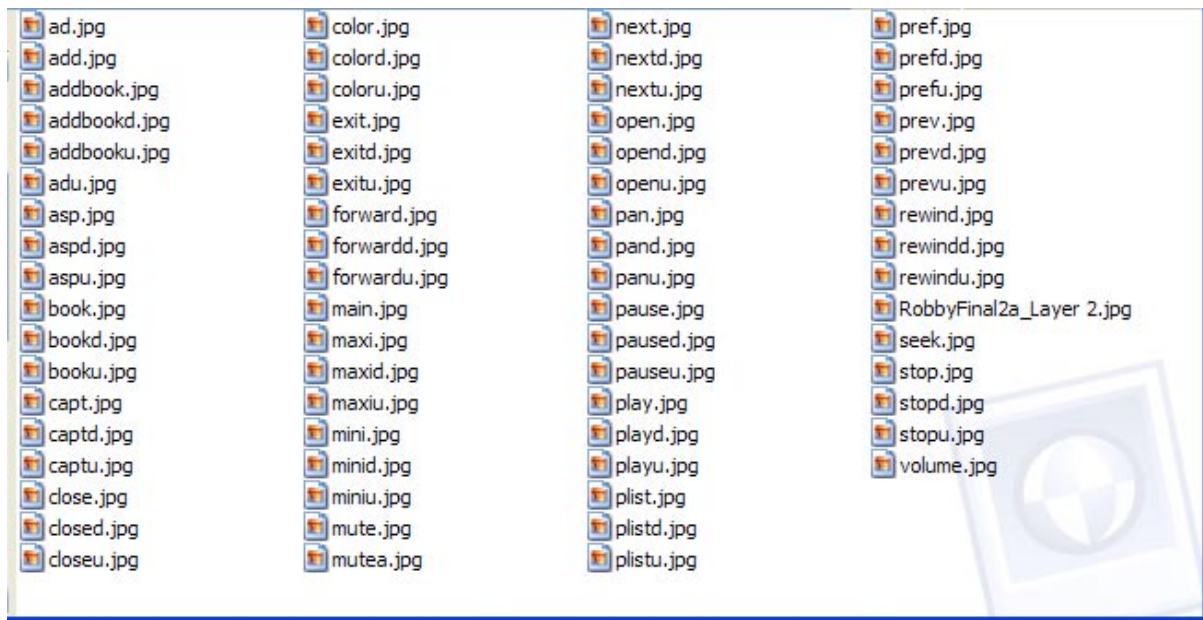 ad.jpg
add.jpg
addbook.jpg
addbookd.jpg
addbooku.jpg
adu.jpg
asp.jpg
aspd.jpg
aspu.jpg
book.jpg
bookd.jpg
booku.jpg
capt.jpg
captd.jpg
captu.jpg
close.jpg
closed.jpg
closeu.jpg
color.jpg
colord.jpg
coloru.jpg
exit.jpg
exitd.jpg
exitu.jpg
forward.jpg
forwardd.jpg
forwardu.jpg
main.jpg
maxi.jpg
maxid.jpg
maxiu.jpg
mini.jpg
minid.jpg
miniu.jpg
mute.jpg
mutea.jpg
next.jpg
nextd.jpg
nextu.jpg
open.jpg
opend.jpg
openu.jpg
pan.jpg
pand.jpg
panu.jpg
pause.jpg
paused.jpg
pauseu.jpg
play.jpg
playd.jpg
playu.jpg
plist.jpg
plistd.jpg
plistu.jpg
pref.jpg
prefd.jpg
prefu.jpg
prev.jpg
prevd.jpg
prevu.jpg
rewind.jpg
rewindd.jpg
rewindu.jpg
RobbyFinal2a_Layer 2.jpg
seek.jpg
stop.jpg
stopd.jpg
stopu.jpg
volume.jpg